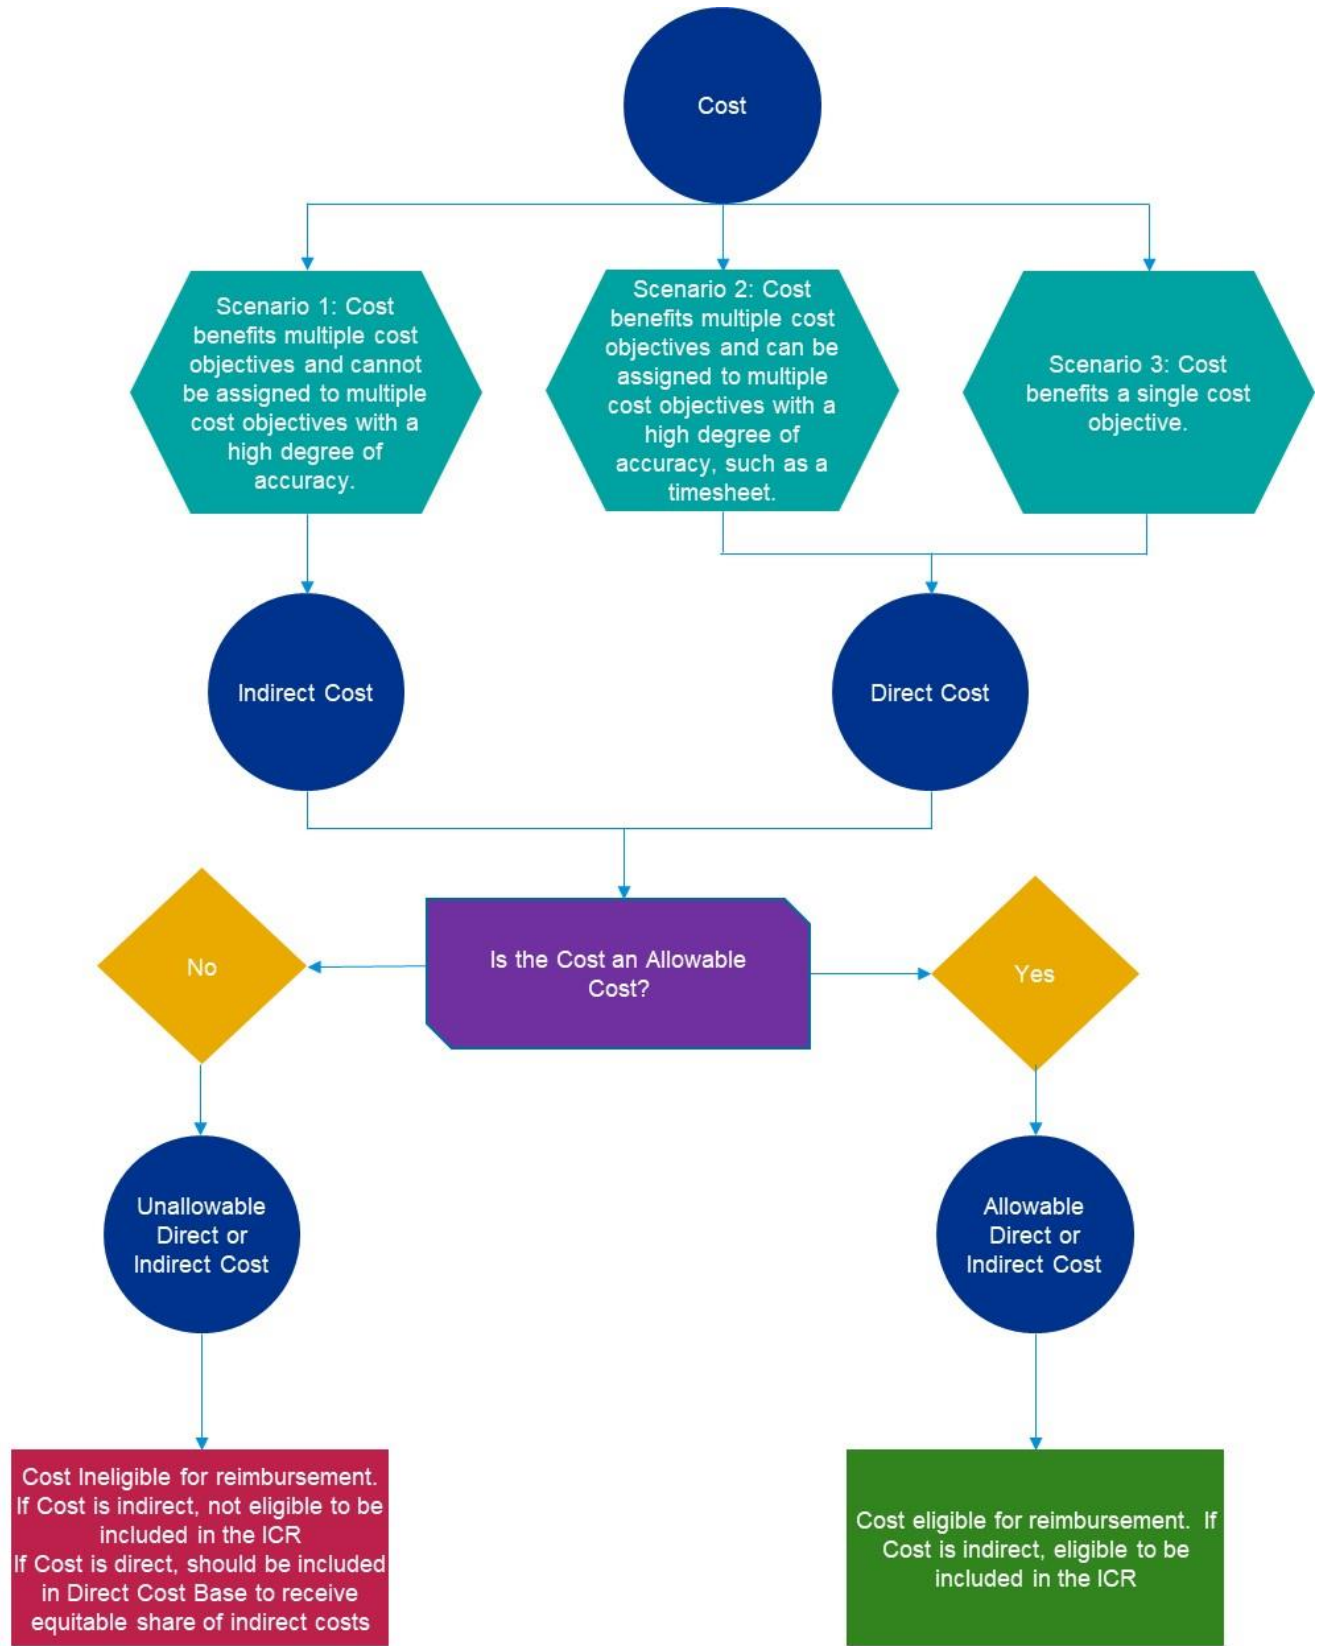 Cost
Scenario 1: Cost
benefits multiple cost
objectives and cannot
be assigned to multiple
cost objectives with a
high degree of
accuracy.
Scenario 2: Cost
benefits multiple cost
objectives and can be
assigned to multiple
cost objectives with a
high degree of
accuracy, such as a
timesheet.
Scenario 3: Cost
benefits a single cost
objective.
Indirect Cost
Direct Cost
No
Is the Cost an Allowable
Cost?
Yes
Unallowable
Direct or
Indirect Cost
Allowable
Direct or
Indirect Cost
Cost Ineligible for reimbursement.
If Cost is indirect, not eligible to be
included in the ICR
If Cost is direct, should be included
in Direct Cost Base to receive
equitable share of indirect costs
Cost eligible for reimbursement. If
Cost is indirect, eligible to be
included in the ICR